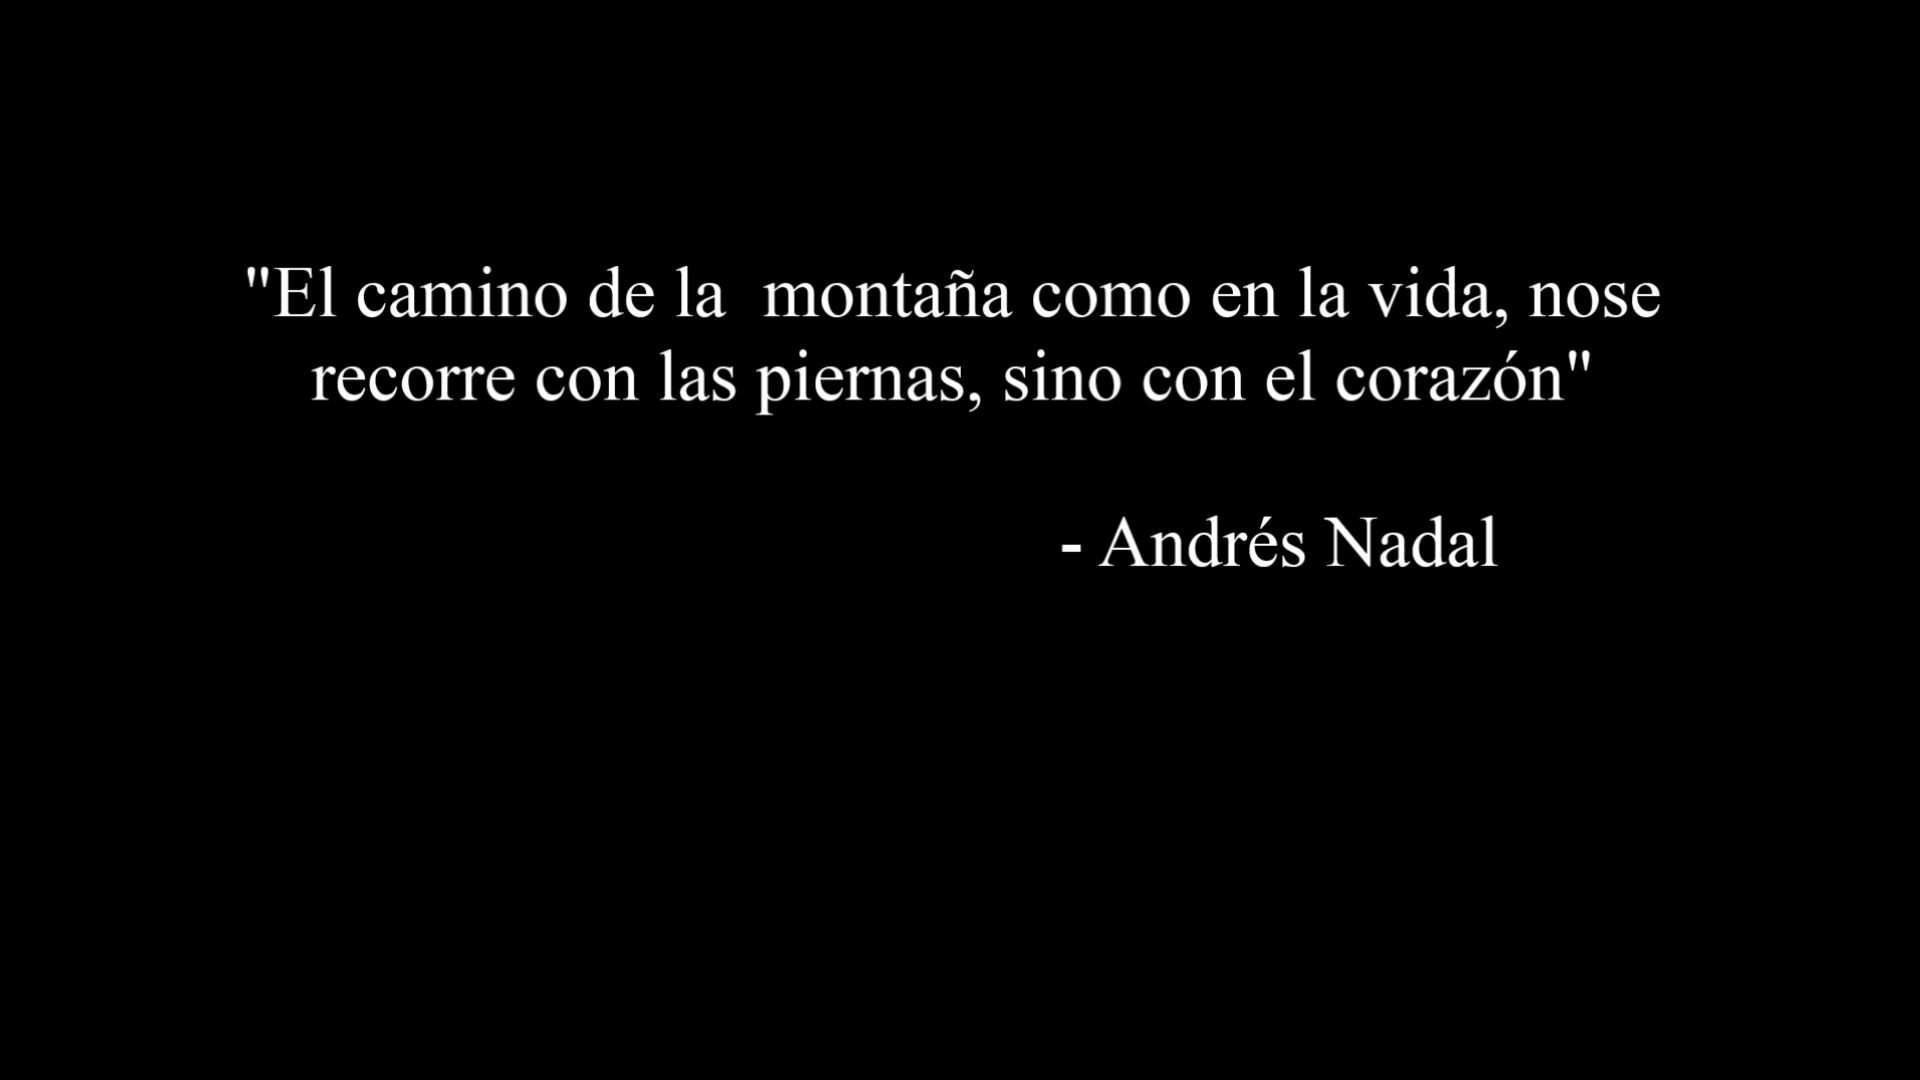 "El camino de la  montaña como en la vida, nose
recorre con las piernas, sino con el corazón"
- Andrés Nadal